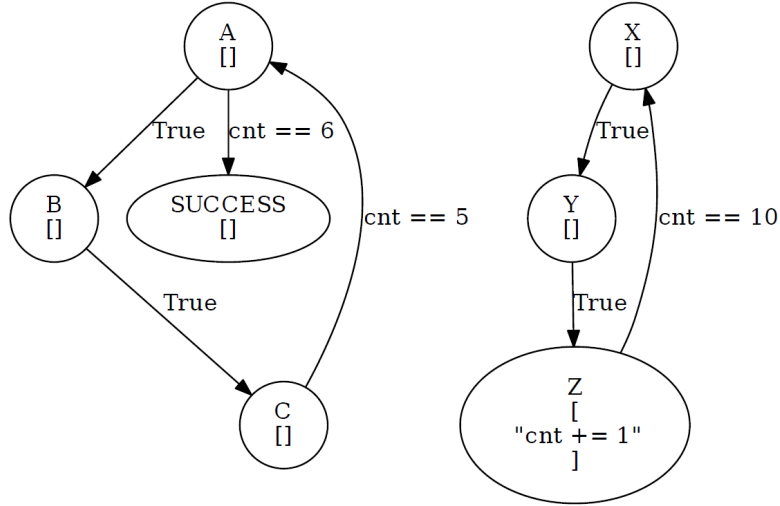 A
[]
True
cnt == 6
B
[]
SUCCESS
[]
cnt == 5
True
C
[]
X
[]
True
Y
[]
cnt == 10
True
Z
[
"cnt += 1"
]